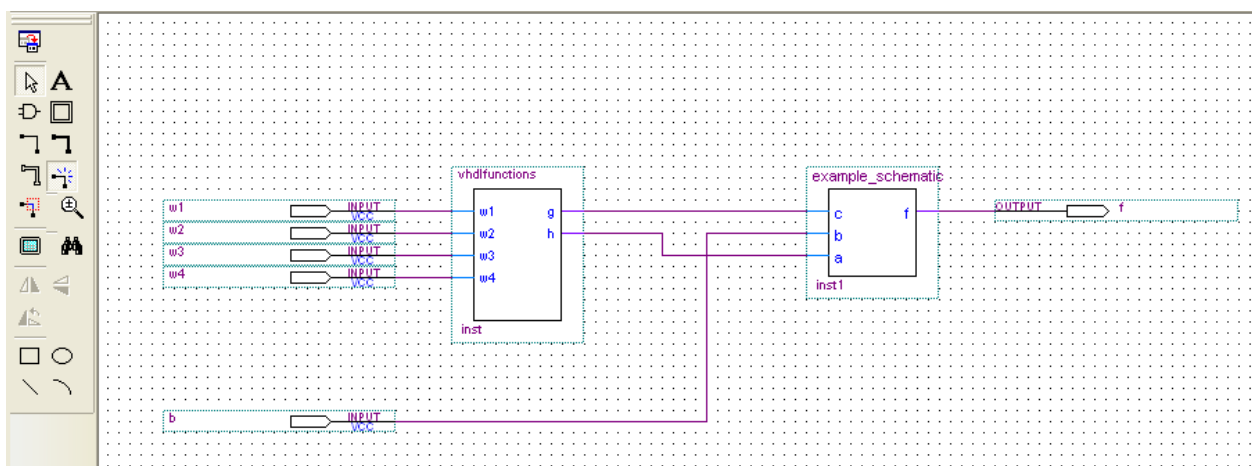 A
vhdlfunctions
example_schematic
w1 INPUT VCC w1 g c f OUTPUT f
w2 INPUT VCC w2 h b
w3 INPUT VCC w3 a
w4 INPUT VCC w4
inst1
inst
b INPUT VCC